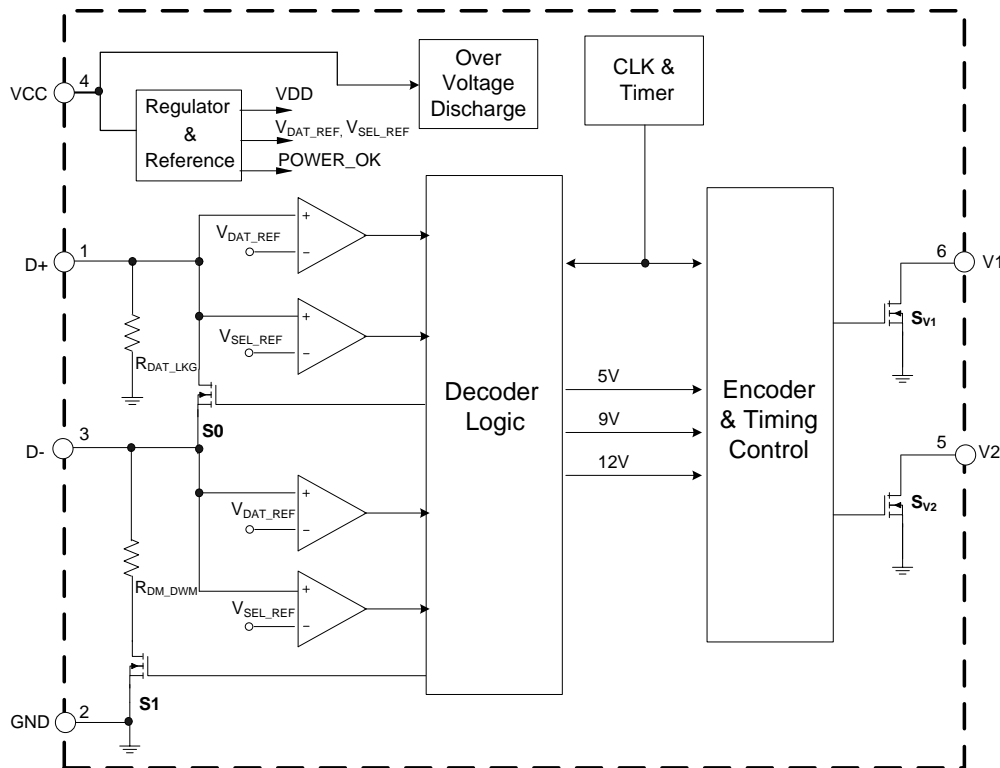 VCC
4
Regulator
&
Reference
VDD
VDAT_REF, VSEL_REF
POWER_OK
Over
Voltage
Discharge
CLK &
Timer
D+
1
VDAT_REF
+
−
VSEL_REF
+
−
RDAT_LKG
S0
D-
3
VDAT_REF
+
−
RDM_DWM
VSEL_REF
+
−
S1
GND
2
Decoder
Logic
5V
9V
12V
Encoder
& Timing
Control
6
V1
SV1
5
V2
SV2